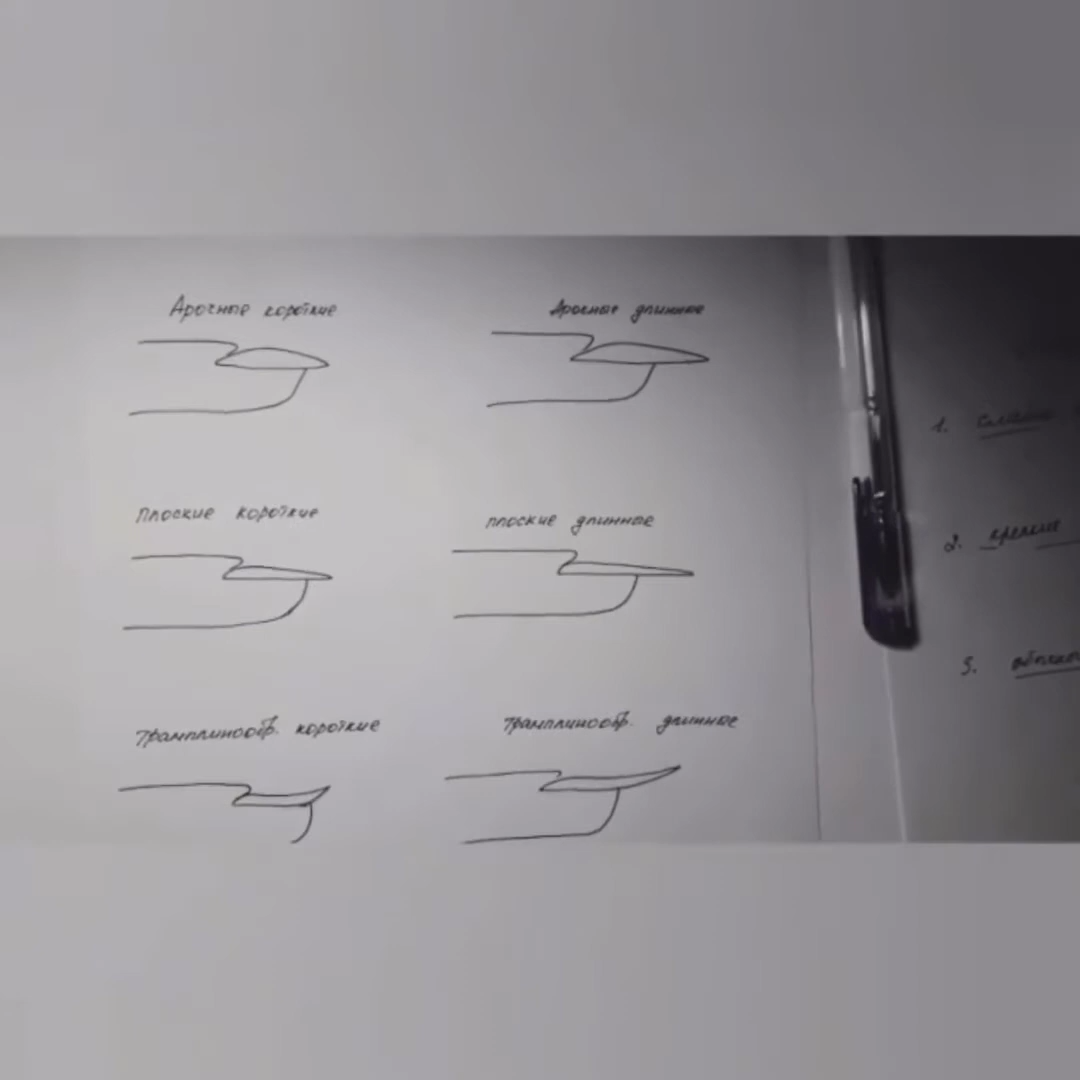 Арочные короткие
Арочные длинные
плоские короткие
плоские длинные
трамплинообр. короткие
трамплинообр. длинные
1.
2.
3.